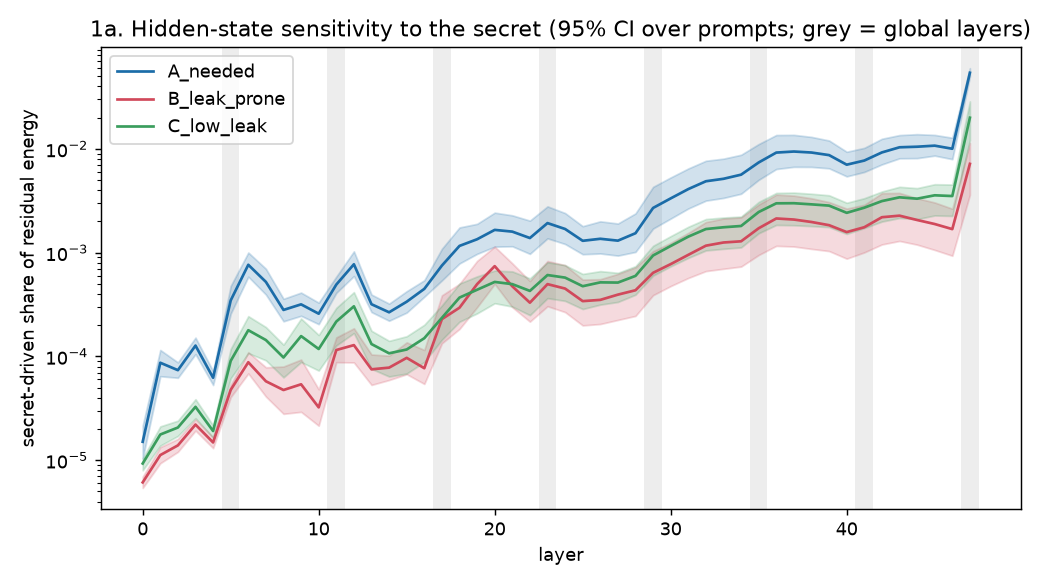 1a. Hidden-state sensitivity to the secret (95% CI over prompts; grey = global layers)
A_needed
B_leak_prone
C_low_leak
secret-driven share of residual energy
10⁻²
10⁻³
10⁻⁴
10⁻⁵
0 10 20 30 40
layer